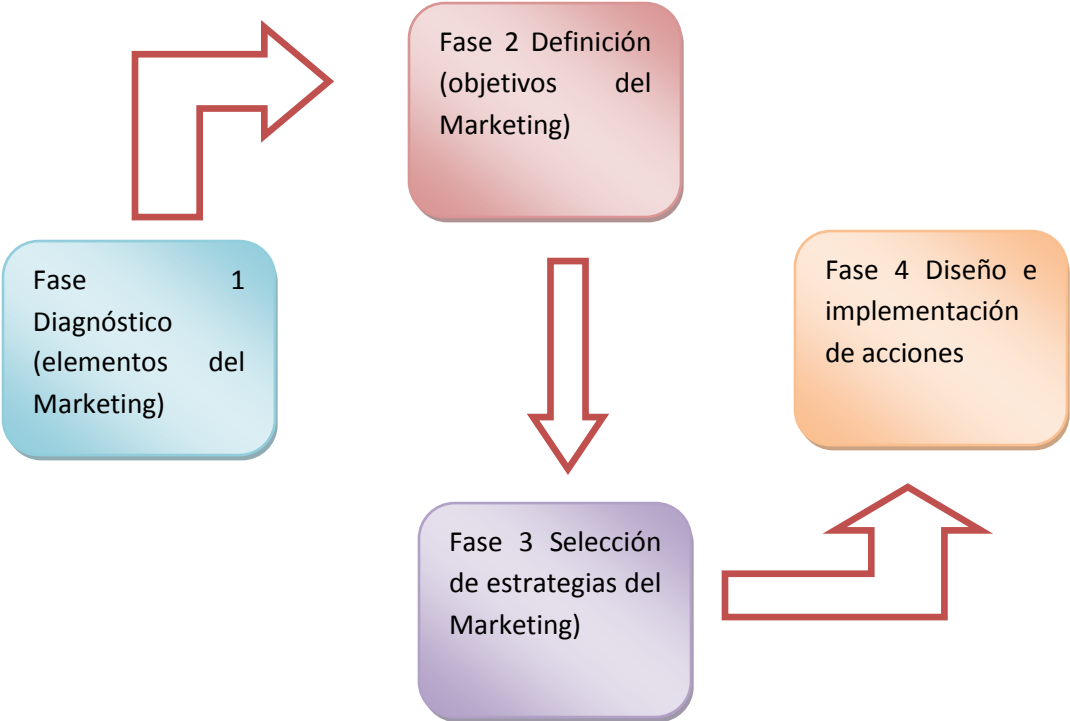 Fase 1
Diagnóstico
(elementos del
Marketing)
Fase 2 Definición
(objetivos del
Marketing)
Fase 3 Selección
de estrategias del
Marketing)
Fase 4 Diseño e
implementación
de acciones